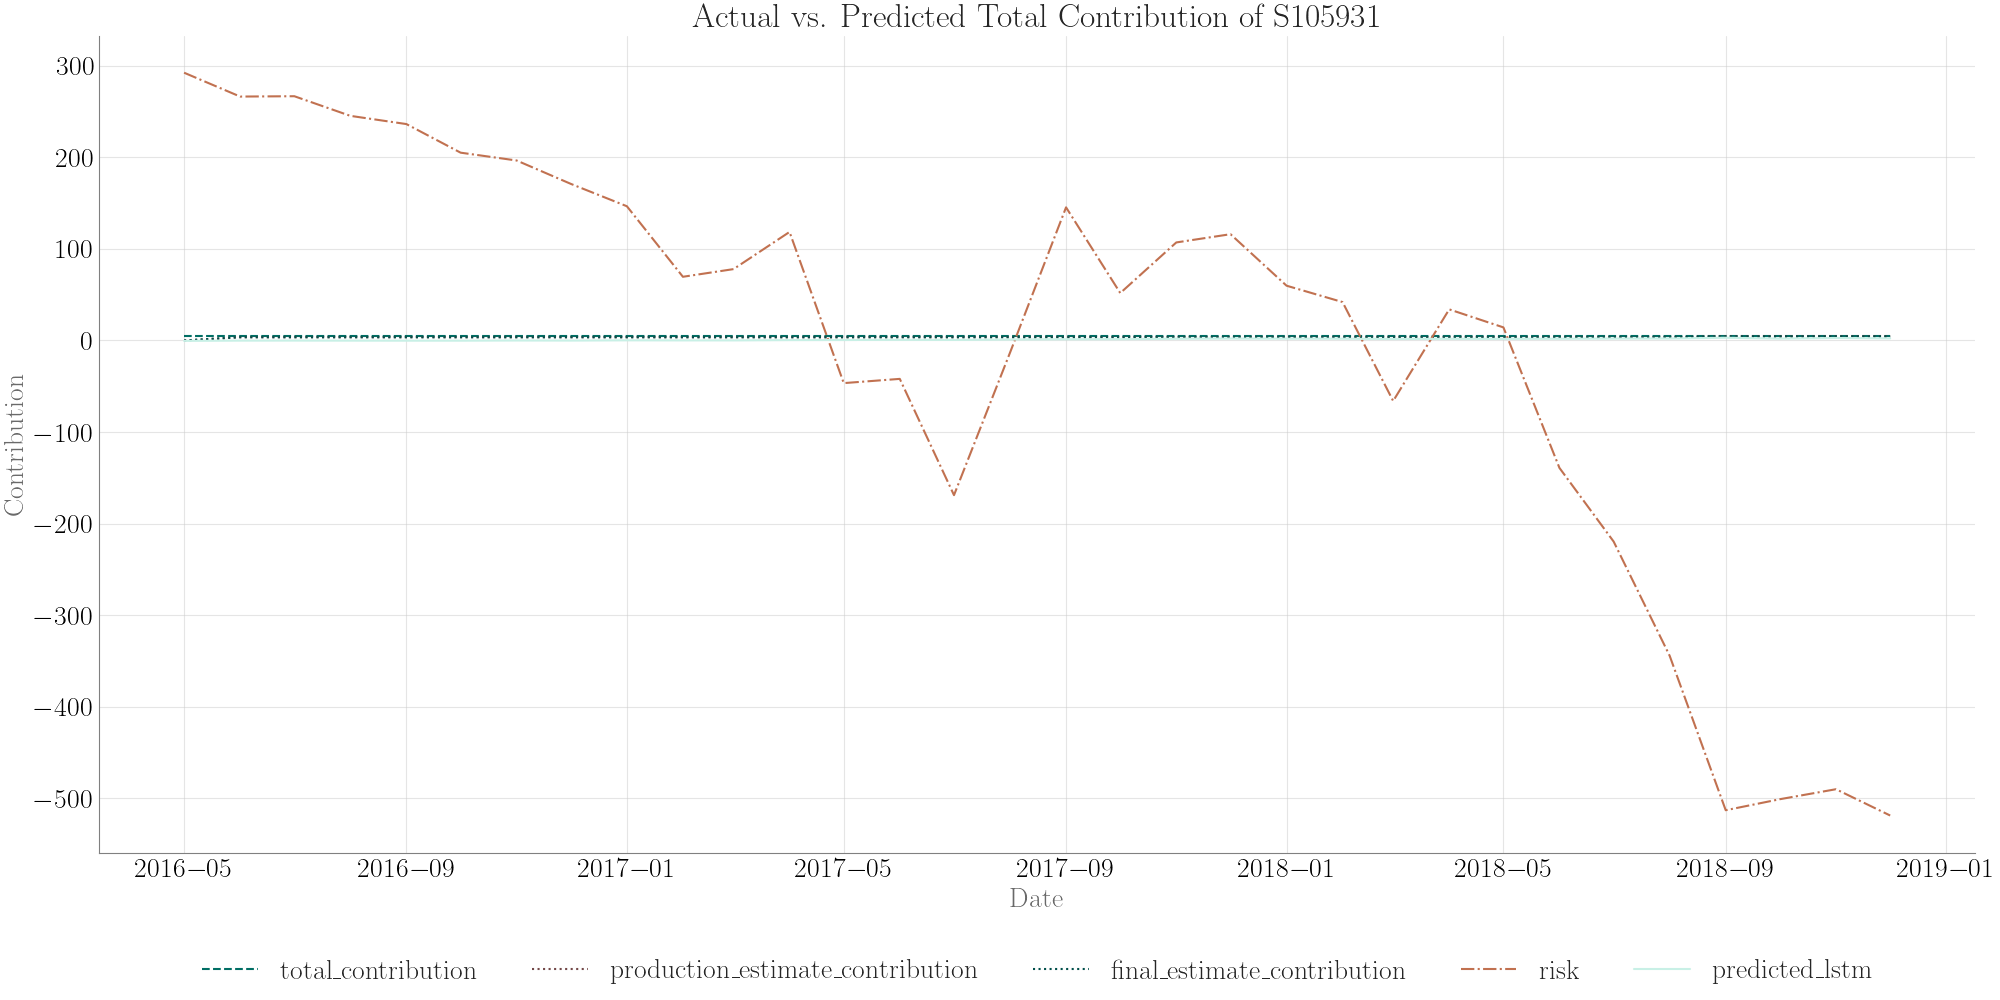 Actual vs. Predicted Total Contribution of S105931
300
200
100
0
−100
−200
−300
−400
−500
Contribution
2016−05 2016−09 2017−01 2017−05 2017−09 2018−01 2018−05 2018−09 2019−01
Date
total_contribution production_estimate_contribution final_estimate_contribution risk predicted_lstm